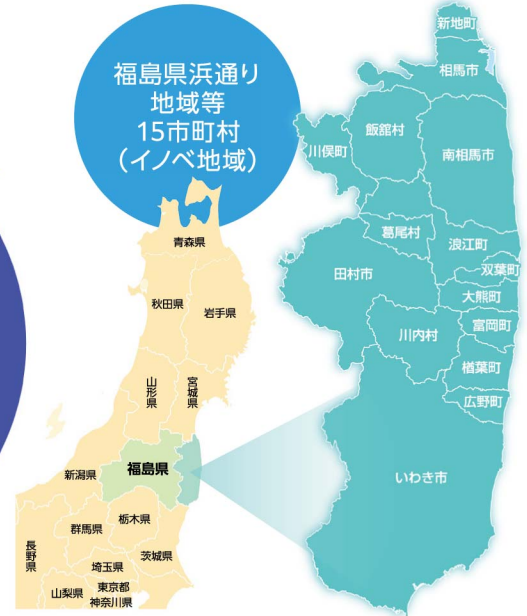 福島県浜通り
地域等
15市町村
（イノベ地域）
青森県
秋田県
岩手県
山形県
宮城県
福島県
新潟県
栃木県
群馬県
長野県
茨城県
埼玉県
東京都
山梨県
神奈川県
新地町
相馬市
飯舘村
川俣町
南相馬市
葛尾村
浪江町
双葉町
田村市
大熊町
富岡町
川内村
楢葉町
広野町
いわき市